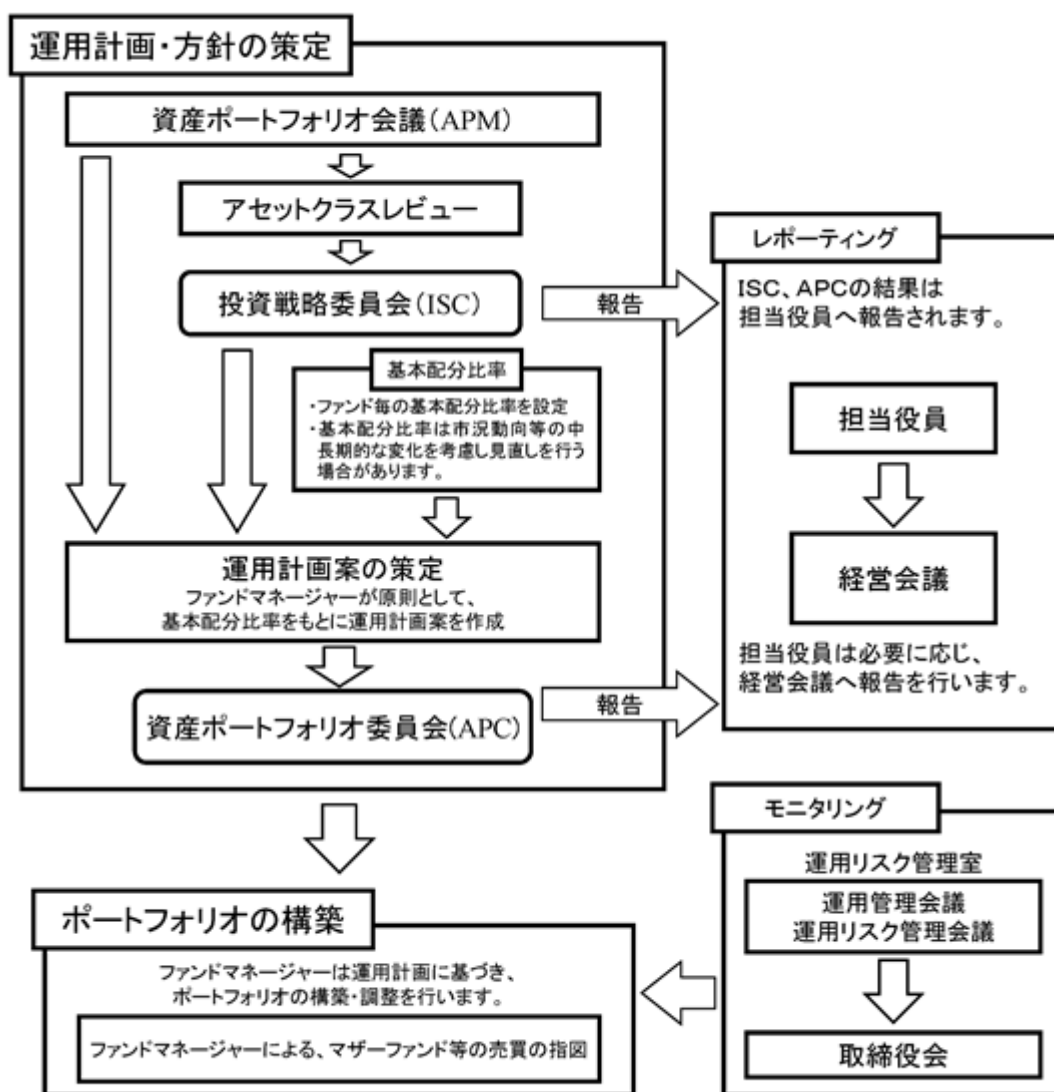 運用計画・方針の策定
資産ポートフォリオ会議(APM)
アセットクラスレビュー
投資戦略委員会(ISC)
報告
基本配分比率
・ファンド毎の基本配分比率を設定
・基本配分比率は市況動向等の中
長期的な変化を考慮し見直しを行う
場合があります。
運用計画案の策定
ファンドマネージャーが原則として、
基本配分比率をもとに運用計画案を作成
資産ポートフォリオ委員会(APC)
報告
レポーティング
ISC、APCの結果は
担当役員へ報告されます。
担当役員
経営会議
担当役員は必要に応じ、
経営会議へ報告を行います。
ポートフォリオの構築
ファンドマネージャーは運用計画に基づき、
ポートフォリオの構築・調整を行います。
ファンドマネージャーによる、マザーファンド等の売買の指図
モニタリング
運用リスク管理室
運用管理会議
運用リスク管理会議
取締役会